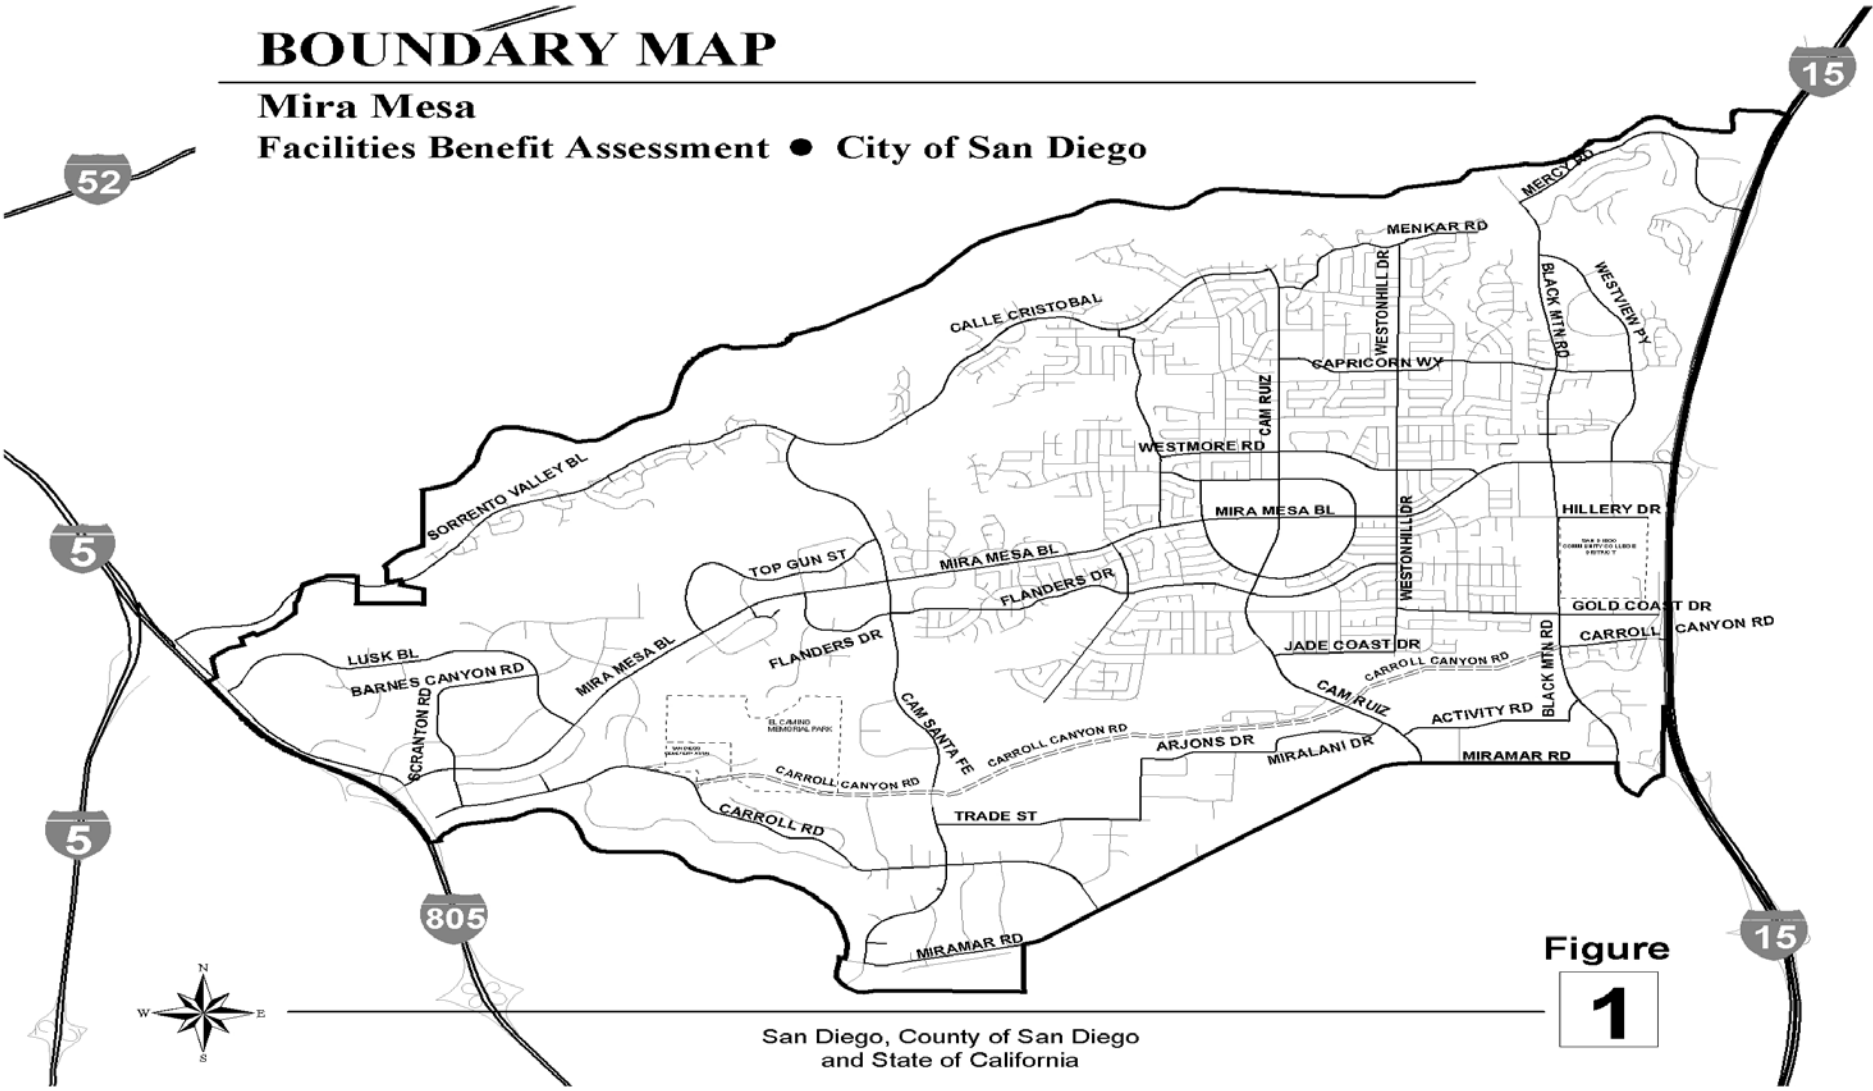 BOUNDARY MAP
Mira Mesa
Facilities Benefit Assessment ● City of San Diego
15
52
MERCY RD
MENKAR RD
WESTONHILL DR
BLACK MTN RD
WESTVIEW PY
CALLE CRISTOBAL
CAPRICORN WY
CAM RUIZ
WESTMORE RD
SORRENTO VALLEY BL
MIRA MESA BL
WESTONHILL DR
HILLERY DR
5
TOP GUN ST
MIRA MESA BL
SAN DIEGO
COMMUNITY COLLEGE
DISTRICT
FLANDERS DR
GOLD COAST DR
CARROLL CANYON RD
FLANDERS DR
JADE COAST DR
LUSK BL
BARNES CANYON RD
MIRA MESA BL
CARROLL CANYON RD
BLACK MTN RD
SCRANTON RD
CAM SANTA FE
CAM RUIZ
ACTIVITY RD
EL CAMINO
MEMORIAL PARK
CARROLL CANYON RD
ARJONS DR
MIRALANI DR
MIRAMAR RD
CARROLL CANYON RD
CARROLL RD
TRADE ST
5
805
15
MIRAMAR RD
Figure
1
N
W
E
S
San Diego, County of San Diego
and State of California